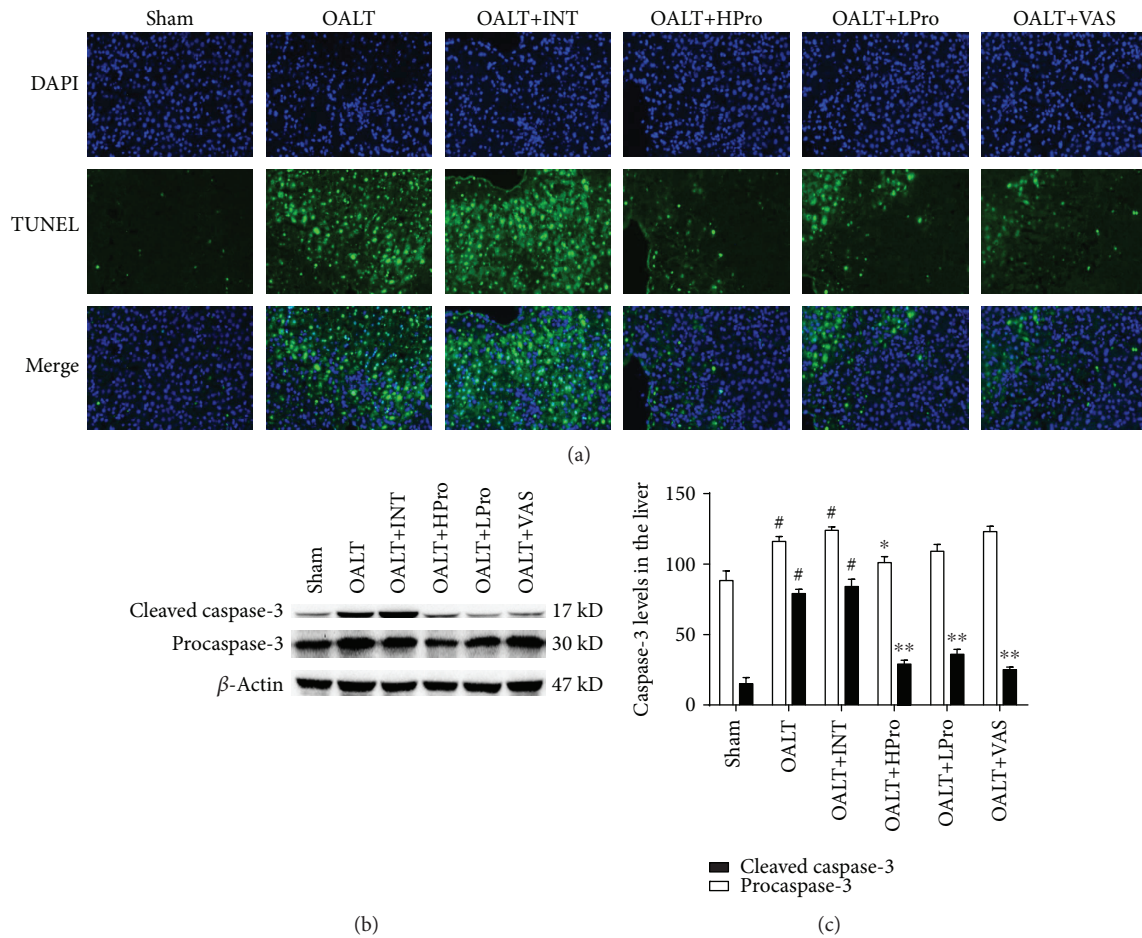 Sham OALT OALT+INT OALT+HPro OALT+LPro OALT+VAS
DAPI
TUNEL
Merge
(a)
Sham
OALT
OALT+INT
OALT+HPro
OALT+LPro
OALT+VAS
Cleaved caspase-3 17 kD
Procaspase-3 30 kD
β-Actin 47 kD
(b)
Caspase-3 levels in the liver
150
100
50
0
# # # # * ** ** **
Sham
OALT
OALT+INT
OALT+HPro
OALT+LPro
OALT+VAS
Cleaved caspase-3
Procaspase-3
(c)